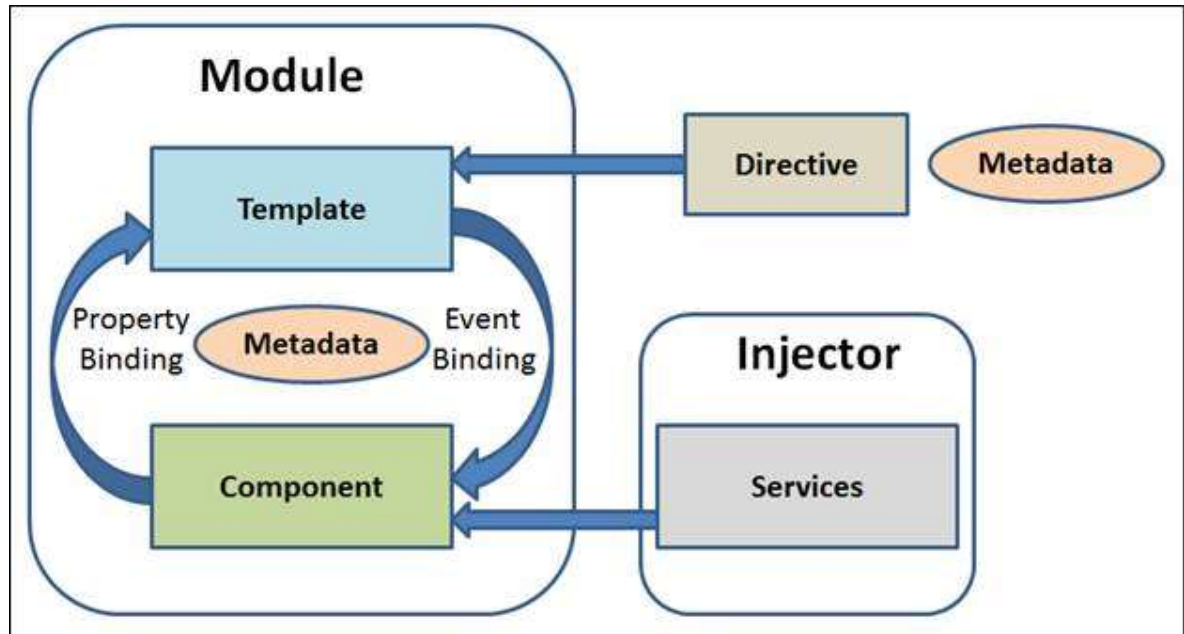 Module
Template
Directive
Metadata
Property
Binding
Metadata
Event
Binding
Injector
Component
Services